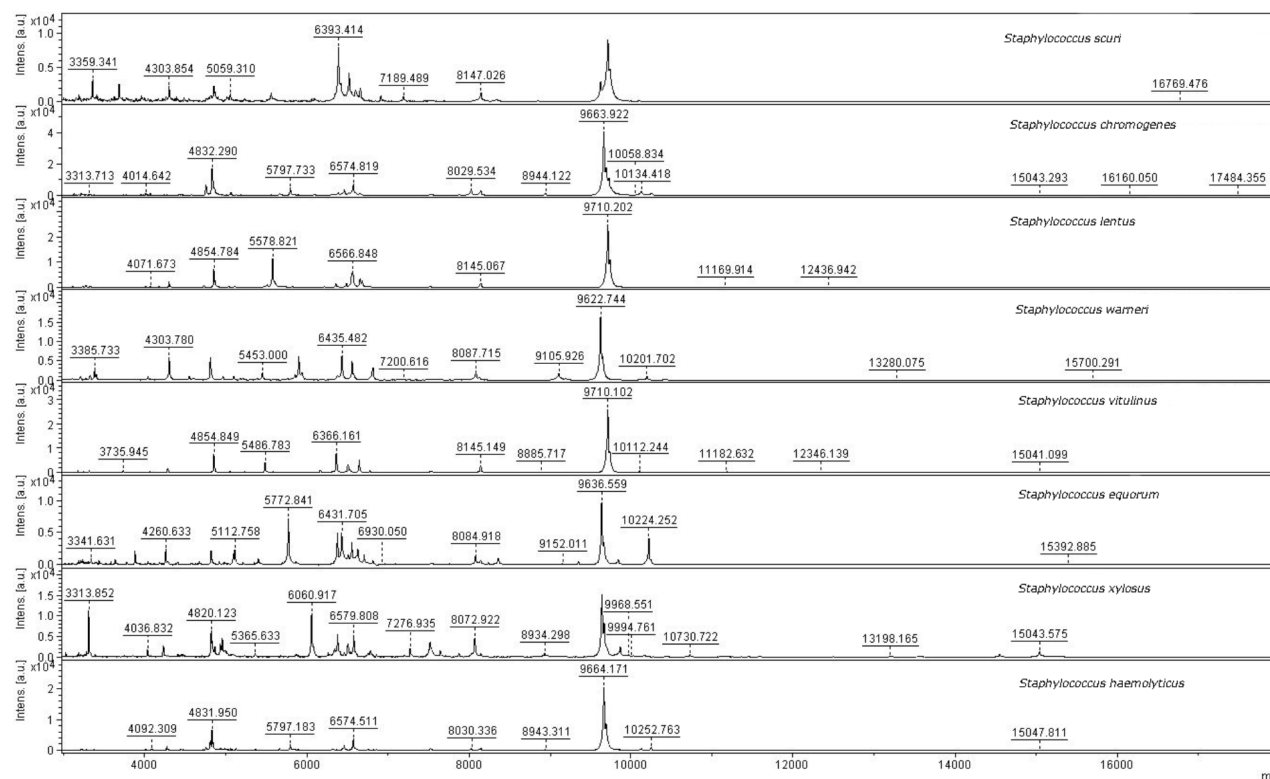 Intens. [a.u.] x10⁴ 6393.414 Staphylococcus scuri
1.0 3359.341 4303.854 5059.310 7189.489 8147.026 16769.476
0.5
0.0
Intens. [a.u.] x10⁴ 9663.922 Staphylococcus chromogenes
4 4832.290 10058.834
2 3313.713 4014.642 5797.733 6574.819 8029.534 8944.122 10134.418 15043.293 16160.050 17484.355
0
Intens. [a.u.] x10⁴ 9710.202 Staphylococcus lentus
2 4854.784 5578.821
1 4071.673 6566.848 8145.067 11169.914 12436.942
0
Intens. [a.u.] x10⁴ 9622.744 Staphylococcus warneri
1.5 4303.780 6435.482
1.0 3385.733 5453.000 7200.616 8087.715 9105.926 10201.702 13280.075 15700.291
0.5
0.0
Intens. [a.u.] x10⁴ 9710.102 Staphylococcus vitulinus
3
2 4854.849 5486.783 6366.161
1 3735.945 8145.149 8885.717 10112.244 11182.632 12346.139 15041.099
0
Intens. [a.u.] x10⁴ 9636.559 Staphylococcus equorum
1.0 5772.841 10224.252
0.5 3341.631 4260.633 5112.758 6431.705 6930.050 8084.918 9152.011 15392.885
0.0
Intens. [a.u.] x10⁴ 3313.852 6060.917 9968.551 Staphylococcus xylosus
1.5 4820.123
1.0 4036.832 5365.633 6579.808 7276.935 8072.922 8934.298 9994.761 10730.722 13198.165 15043.575
0.5
0.0
Intens. [a.u.] x10⁴ 9664.171 Staphylococcus haemolyticus
2 4831.950
1 4092.309 5797.183 6574.511 8030.336 8943.311 10252.763 15047.811
0
4000 6000 8000 10000 12000 14000 16000
m